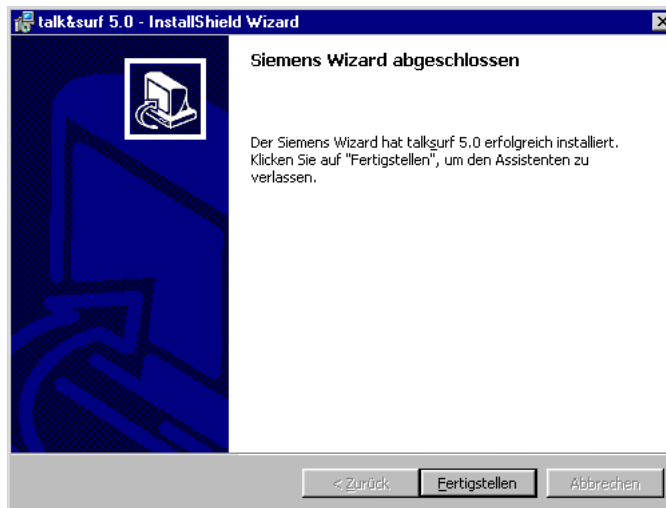 talk&surf 5.0 - InstallShield Wizard
Siemens Wizard abgeschlossen
Der Siemens Wizard hat talksurf 5.0 erfolgreich installiert.
Klicken Sie auf "Fertigstellen", um den Assistenten zu
verlassen.
< Zurück Fertigstellen Abbrechen